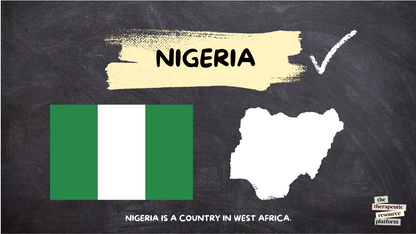 NIGERIA
NIGERIA IS A COUNTRY IN WEST AFRICA.
the
therapeutic
resource
platform